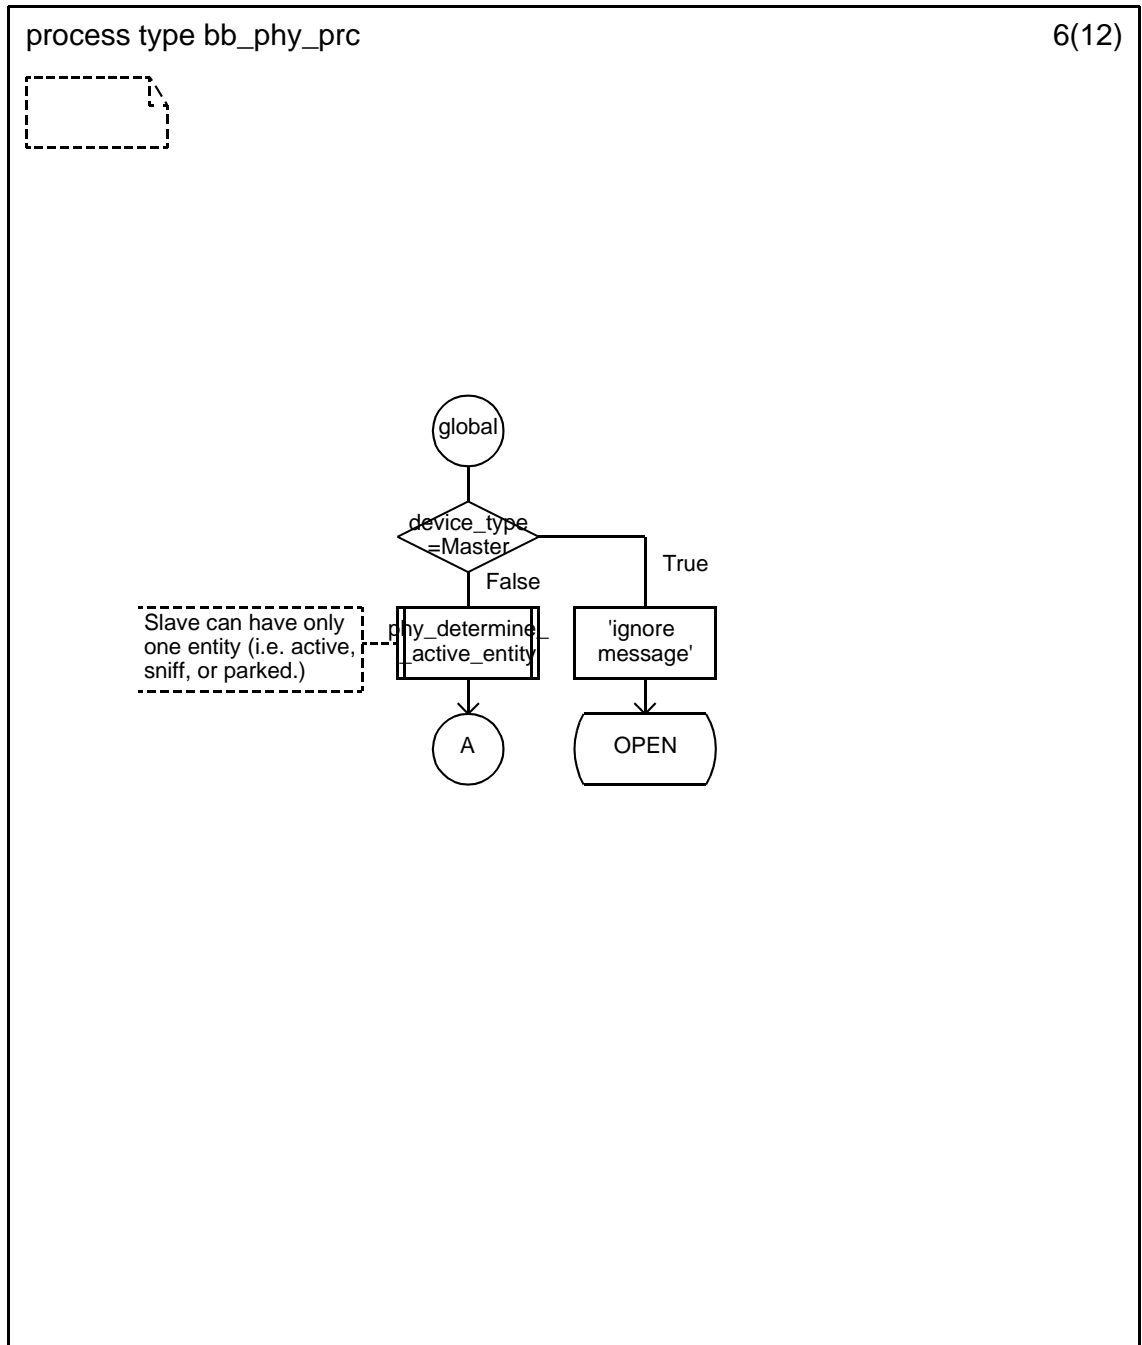 process type bb_phy_prc
6(12)
global
device_type
=Master
True
False
Slave can have only
one entity (i.e. active,
sniff, or parked.)
phy_determine_
_active_entity
'ignore
message'
A
OPEN